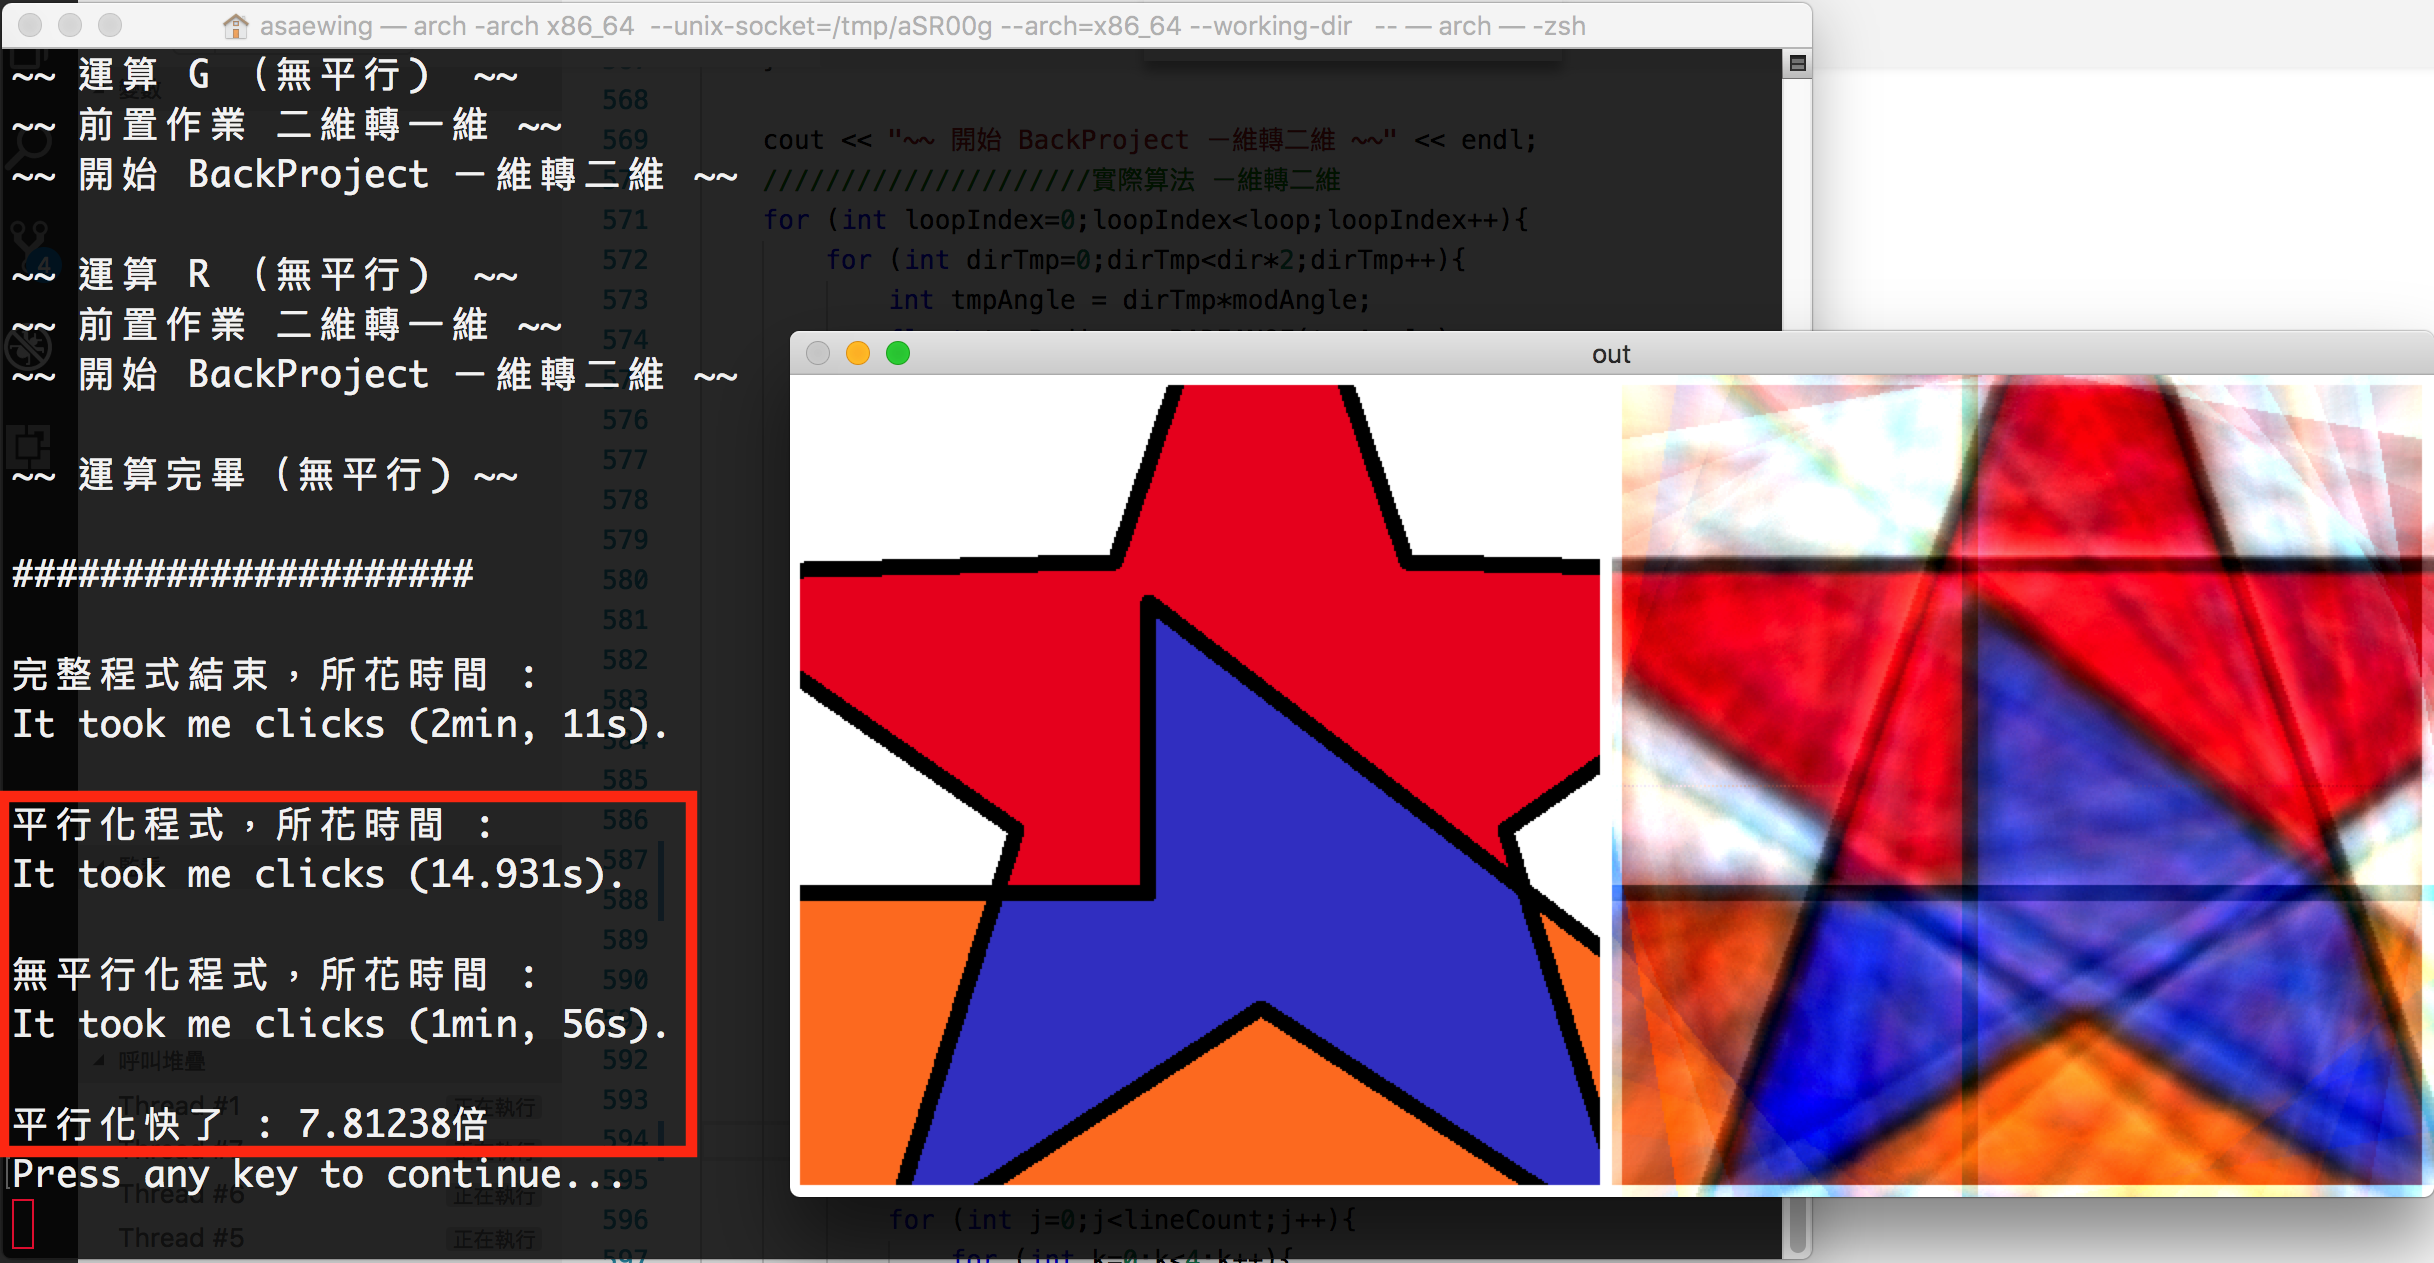 asaewing — arch -arch x86_64 --unix-socket=/tmp/aSR00g --arch=x86_64 --working-dir -- — arch — -zsh
~~ 運算 G (無平行) ~~
~~ 前置作業 二維轉一維 ~~
~~ 開始 BackProject 一維轉二維 ~~
~~ 運算 R (無平行) ~~
~~ 前置作業 二維轉一維 ~~
~~ 開始 BackProject 一維轉二維 ~~
~~ 運算完畢 (無平行) ~~
#####################
完整程式結束，所花時間 :
It took me clicks (2min, 11s).
平行化程式，所花時間 :
It took me clicks (14.931s).
無平行化程式，所花時間 :
It took me clicks (1min, 56s).
平行化快了 : 7.81238倍
Press any key to continue...
變數
4
呼叫堆疊
Thread #1 正在執行
Thread #6 正在執行
Thread #5 正在執行
568
569 cout << "~~ 開始 BackProject 一維轉二維 ~~" << endl;
/////////////////////實際算法 一維轉二維
571 for (int loopIndex=0;loopIndex<loop;loopIndex++){
572 for (int dirTmp=0;dirTmp<dir*2;dirTmp++){
573 int tmpAngle = dirTmp*modAngle;
574
576
577
578
579
580
581
582
583
584
585
586
587
588
589
590
592
593
594
595
596 for (int j=0;j<lineCount;j++){
597 for (int k=0;k<4;k++){
out